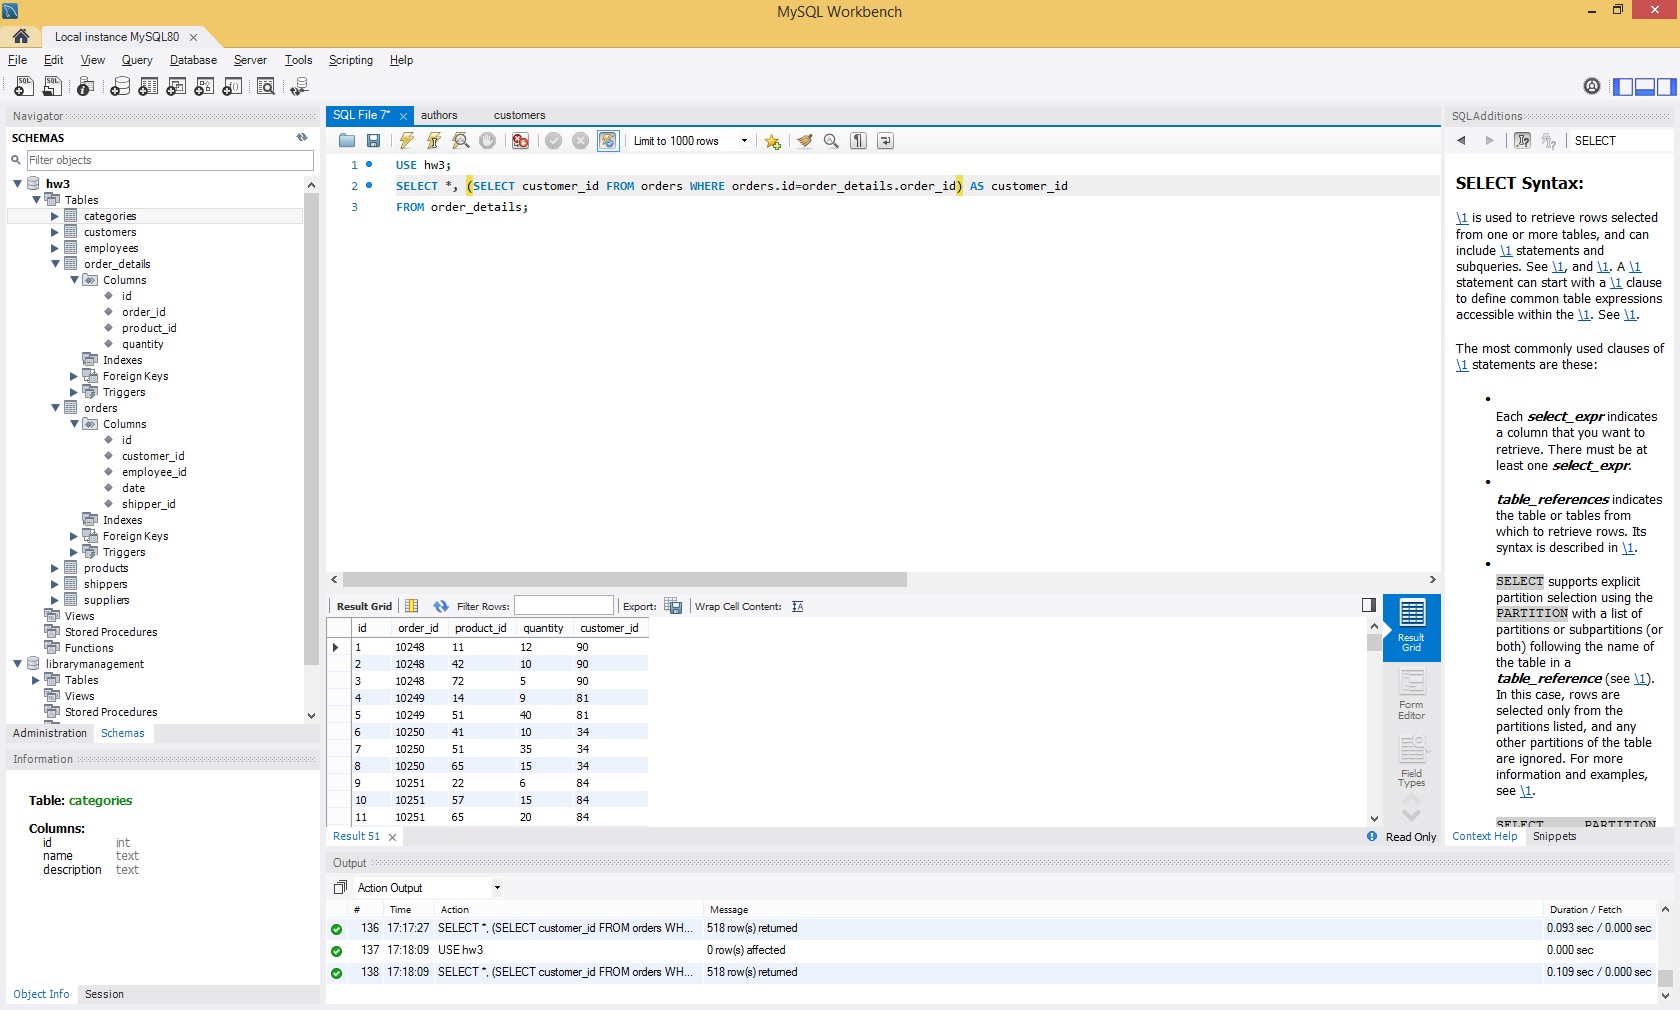 MySQL Workbench
Local instance MySQL80
File Edit View Query Database Server Tools Scripting Help
Navigator
SCHEMAS
Filter objects
hw3
Tables
categories
customers
employees
order_details
Columns
id
order_id
product_id
quantity
Indexes
Foreign Keys
Triggers
orders
Columns
id
customer_id
employee_id
date
shipper_id
Indexes
Foreign Keys
Triggers
products
shippers
suppliers
Views
Stored Procedures
Functions
librarymanagement
Tables
Views
Stored Procedures
Administration Schemas
Information
Table: categories
Columns:
id int
name text
description text
Object Info Session
SQL File 7* authors customers
Limit to 1000 rows
1 USE hw3;
2 SELECT *, (SELECT customer_id FROM orders WHERE orders.id=order_details.order_id) AS customer_id
3 FROM order_details;
Result Grid Filter Rows: Export: Wrap Cell Content: IA
id order_id product_id quantity customer_id
1 10248 11 12 90
2 10248 42 10 90
3 10248 72 5 90
4 10249 14 9 81
5 10249 51 40 81
6 10250 41 10 34
7 10250 51 35 34
8 10250 65 15 34
9 10251 22 6 84
10 10251 57 15 84
11 10251 65 20 84
Result
Grid
Form
Editor
Field
Types
Result 51
Read Only
Output
Action Output
# Time Action Message Duration / Fetch
136 17:17:27 SELECT *, (SELECT customer_id FROM orders WH... 518 row(s) returned 0.093 sec / 0.000 sec
137 17:18:09 USE hw3 0 row(s) affected 0.000 sec
138 17:18:09 SELECT *, (SELECT customer_id FROM orders WH... 518 row(s) returned 0.109 sec / 0.000 sec
SQLAdditions
SELECT
SELECT Syntax:
\1 is used to retrieve rows selected
from one or more tables, and can
include \1 statements and
subqueries. See \1, and \1. A \1
statement can start with a \1 clause
to define common table expressions
accessible within the \1. See \1.
The most commonly used clauses of
\1 statements are these:
•
Each select_expr indicates
a column that you want to
retrieve. There must be at
least one select_expr.
•
table_references indicates
the table or tables from
which to retrieve rows. Its
syntax is described in \1.
•
SELECT supports explicit
partition selection using the
PARTITION with a list of
partitions or subpartitions (or
both) following the name of
the table in a
table_reference (see \1).
In this case, rows are
selected only from the
partitions listed, and any
other partitions of the table
are ignored. For more
information and examples,
see \1.
SELECT PARTITION
Context Help Snippets